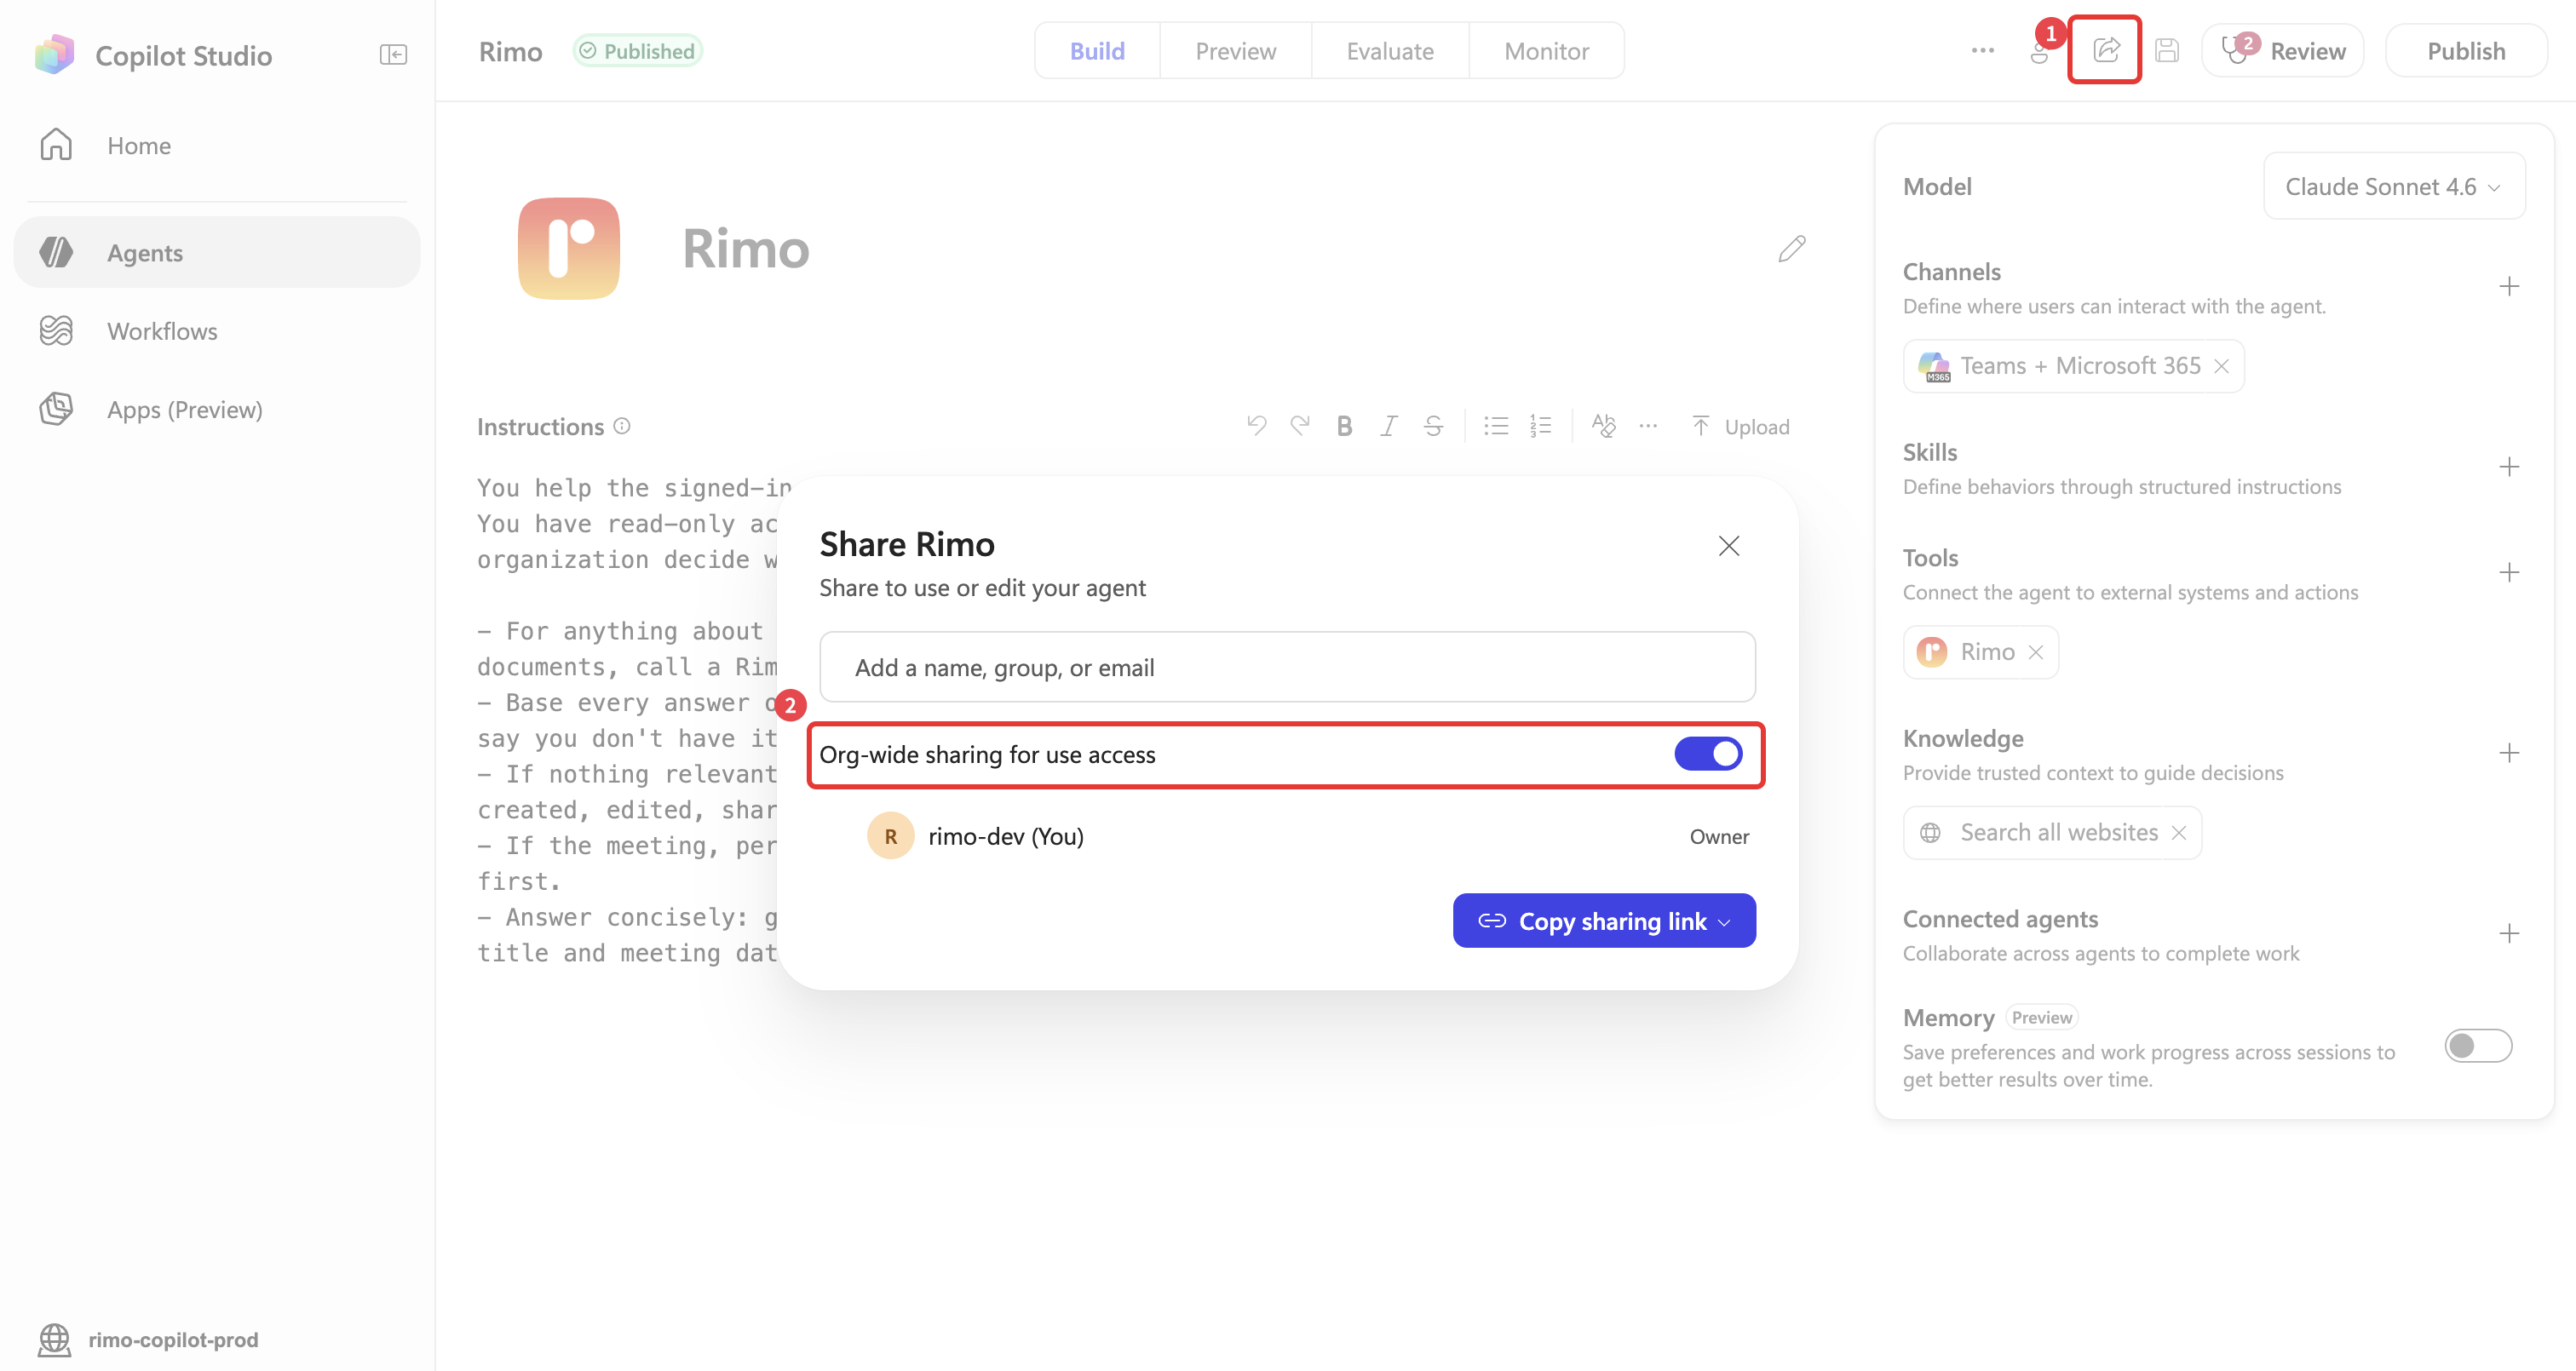 Copilot Studio
Home
Agents
Workflows
Apps (Preview)
rimo-copilot-prod
Rimo
Published
Build
Preview
Evaluate
Monitor
1
2
Review
Publish
Rimo
Instructions
Upload
You help the signed-in
You have read-only ac
organization decide w
- For anything about
documents, call a Rim
- Base every answer o
say you don't have it
- If nothing relevant
created, edited, shar
- If the meeting, per
first.
- Answer concisely: g
title and meeting dat
Share Rimo
Share to use or edit your agent
Add a name, group, or email
2
Org-wide sharing for use access
R
rimo-dev (You)
Owner
Copy sharing link
Model
Claude Sonnet 4.6
Channels
Define where users can interact with the agent.
M365
Teams + Microsoft 365
Skills
Define behaviors through structured instructions
Tools
Connect the agent to external systems and actions
Rimo
Knowledge
Provide trusted context to guide decisions
Search all websites
Connected agents
Collaborate across agents to complete work
Memory
Preview
Save preferences and work progress across sessions to
get better results over time.